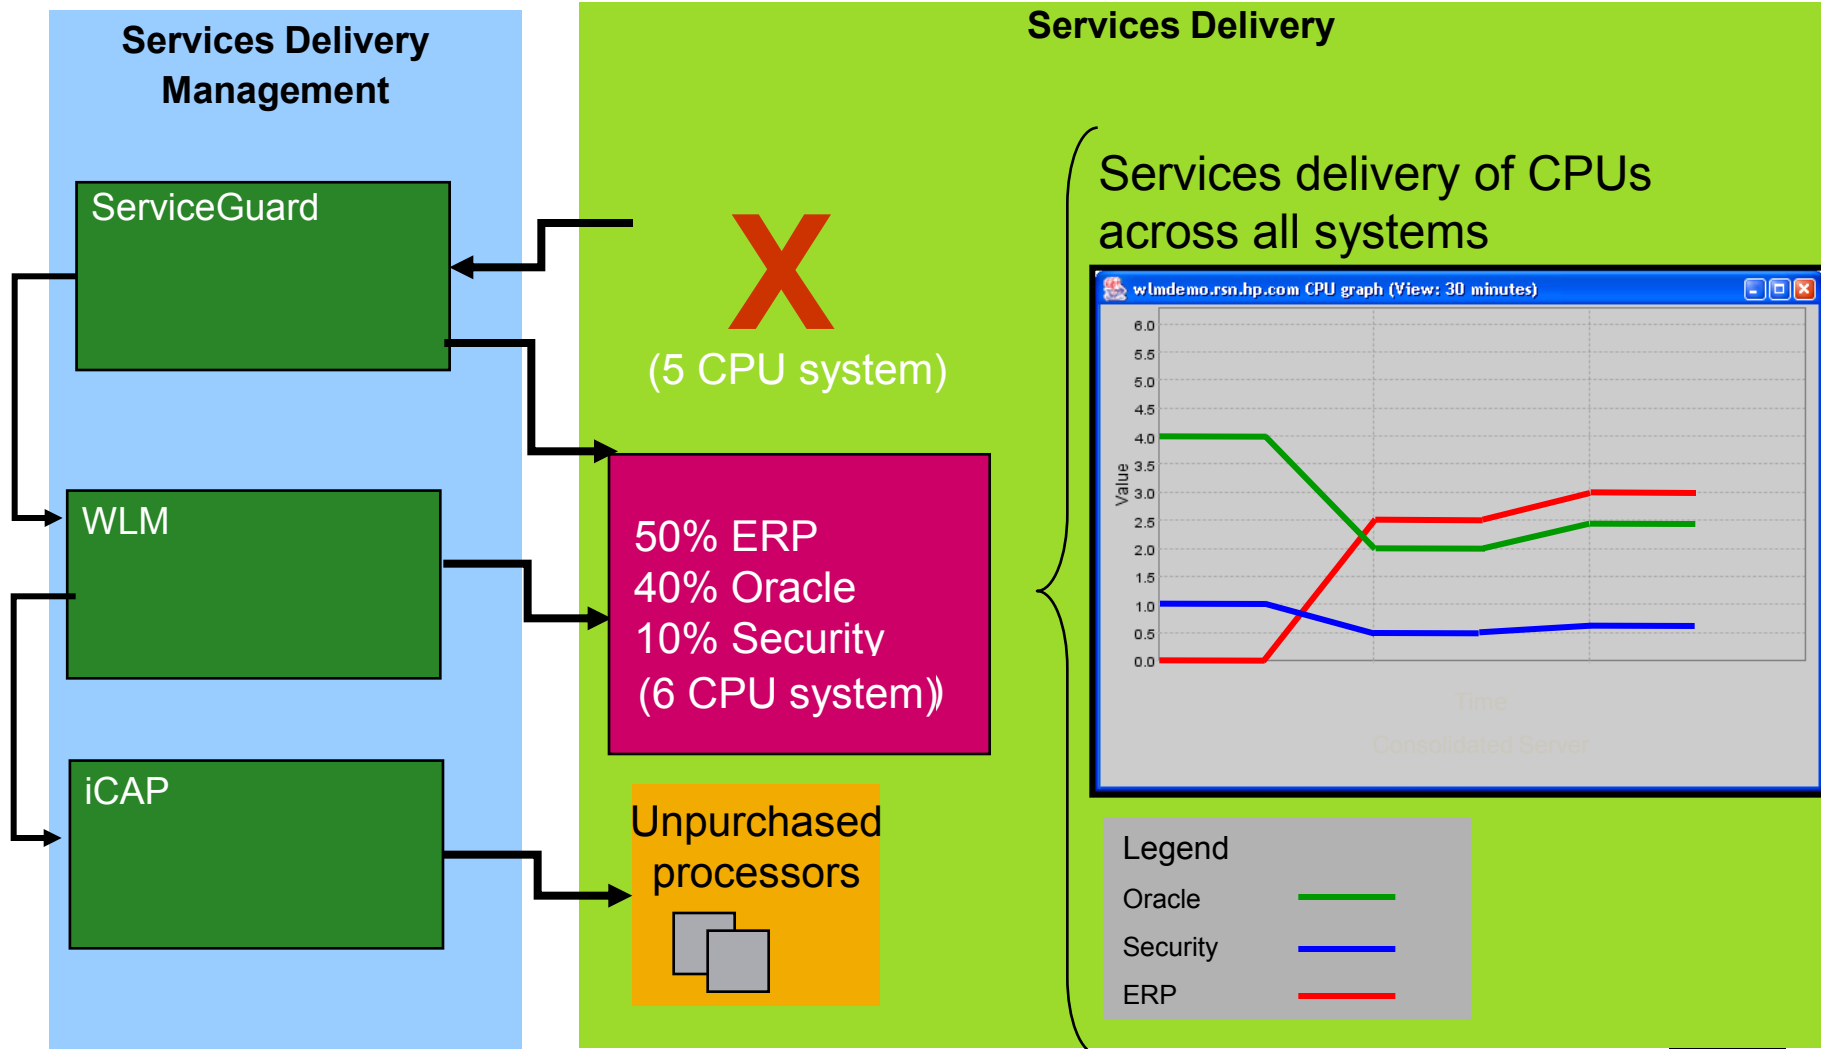 Services Delivery
Management
ServiceGuard
WLM
iCAP
Services Delivery
X
(5 CPU system)
50% ERP
40% Oracle
10% Security
(6 CPU system))
Unpurchased
processors
Services delivery of CPUs
across all systems
wlmdemo.rsn.hp.com CPU graph (View: 30 minutes)
Value
6.0
5.5
5.0
4.5
4.0
3.5
3.0
2.5
2.0
1.5
1.0
0.5
0.0
Time
Consolidated Server
Legend
Oracle
Security
ERP